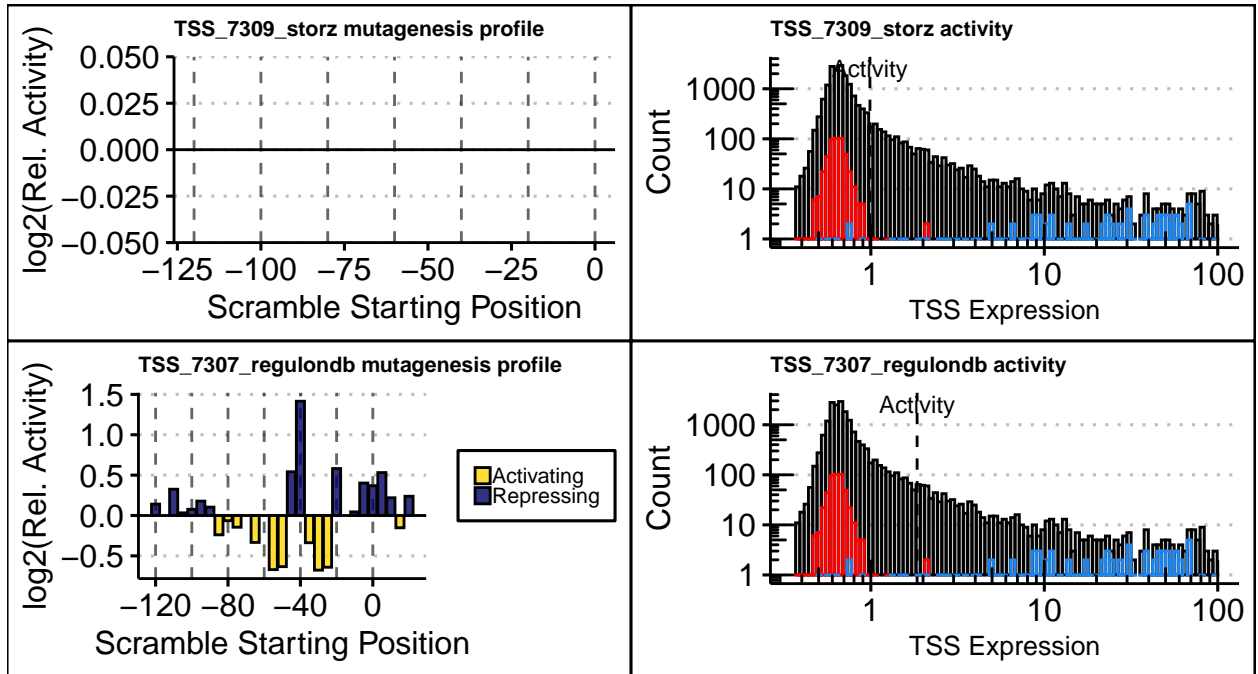 TSS_7309_storz mutagenesis profile
log2(Rel. Activity)
0.050
0.025
0.000
−0.025
−0.050
−125 −100 −75 −50 −25 0
Scramble Starting Position
TSS_7309_storz activity
Activity
Count
1000
100
10
1
1 10 100
TSS Expression
TSS_7307_regulondb mutagenesis profile
log2(Rel. Activity)
1.5
1.0
0.5
0.0
−0.5
−120 −80 −40 0
Scramble Starting Position
Activating
Repressing
TSS_7307_regulondb activity
Activity
Count
1000
100
10
1
1 10 100
TSS Expression